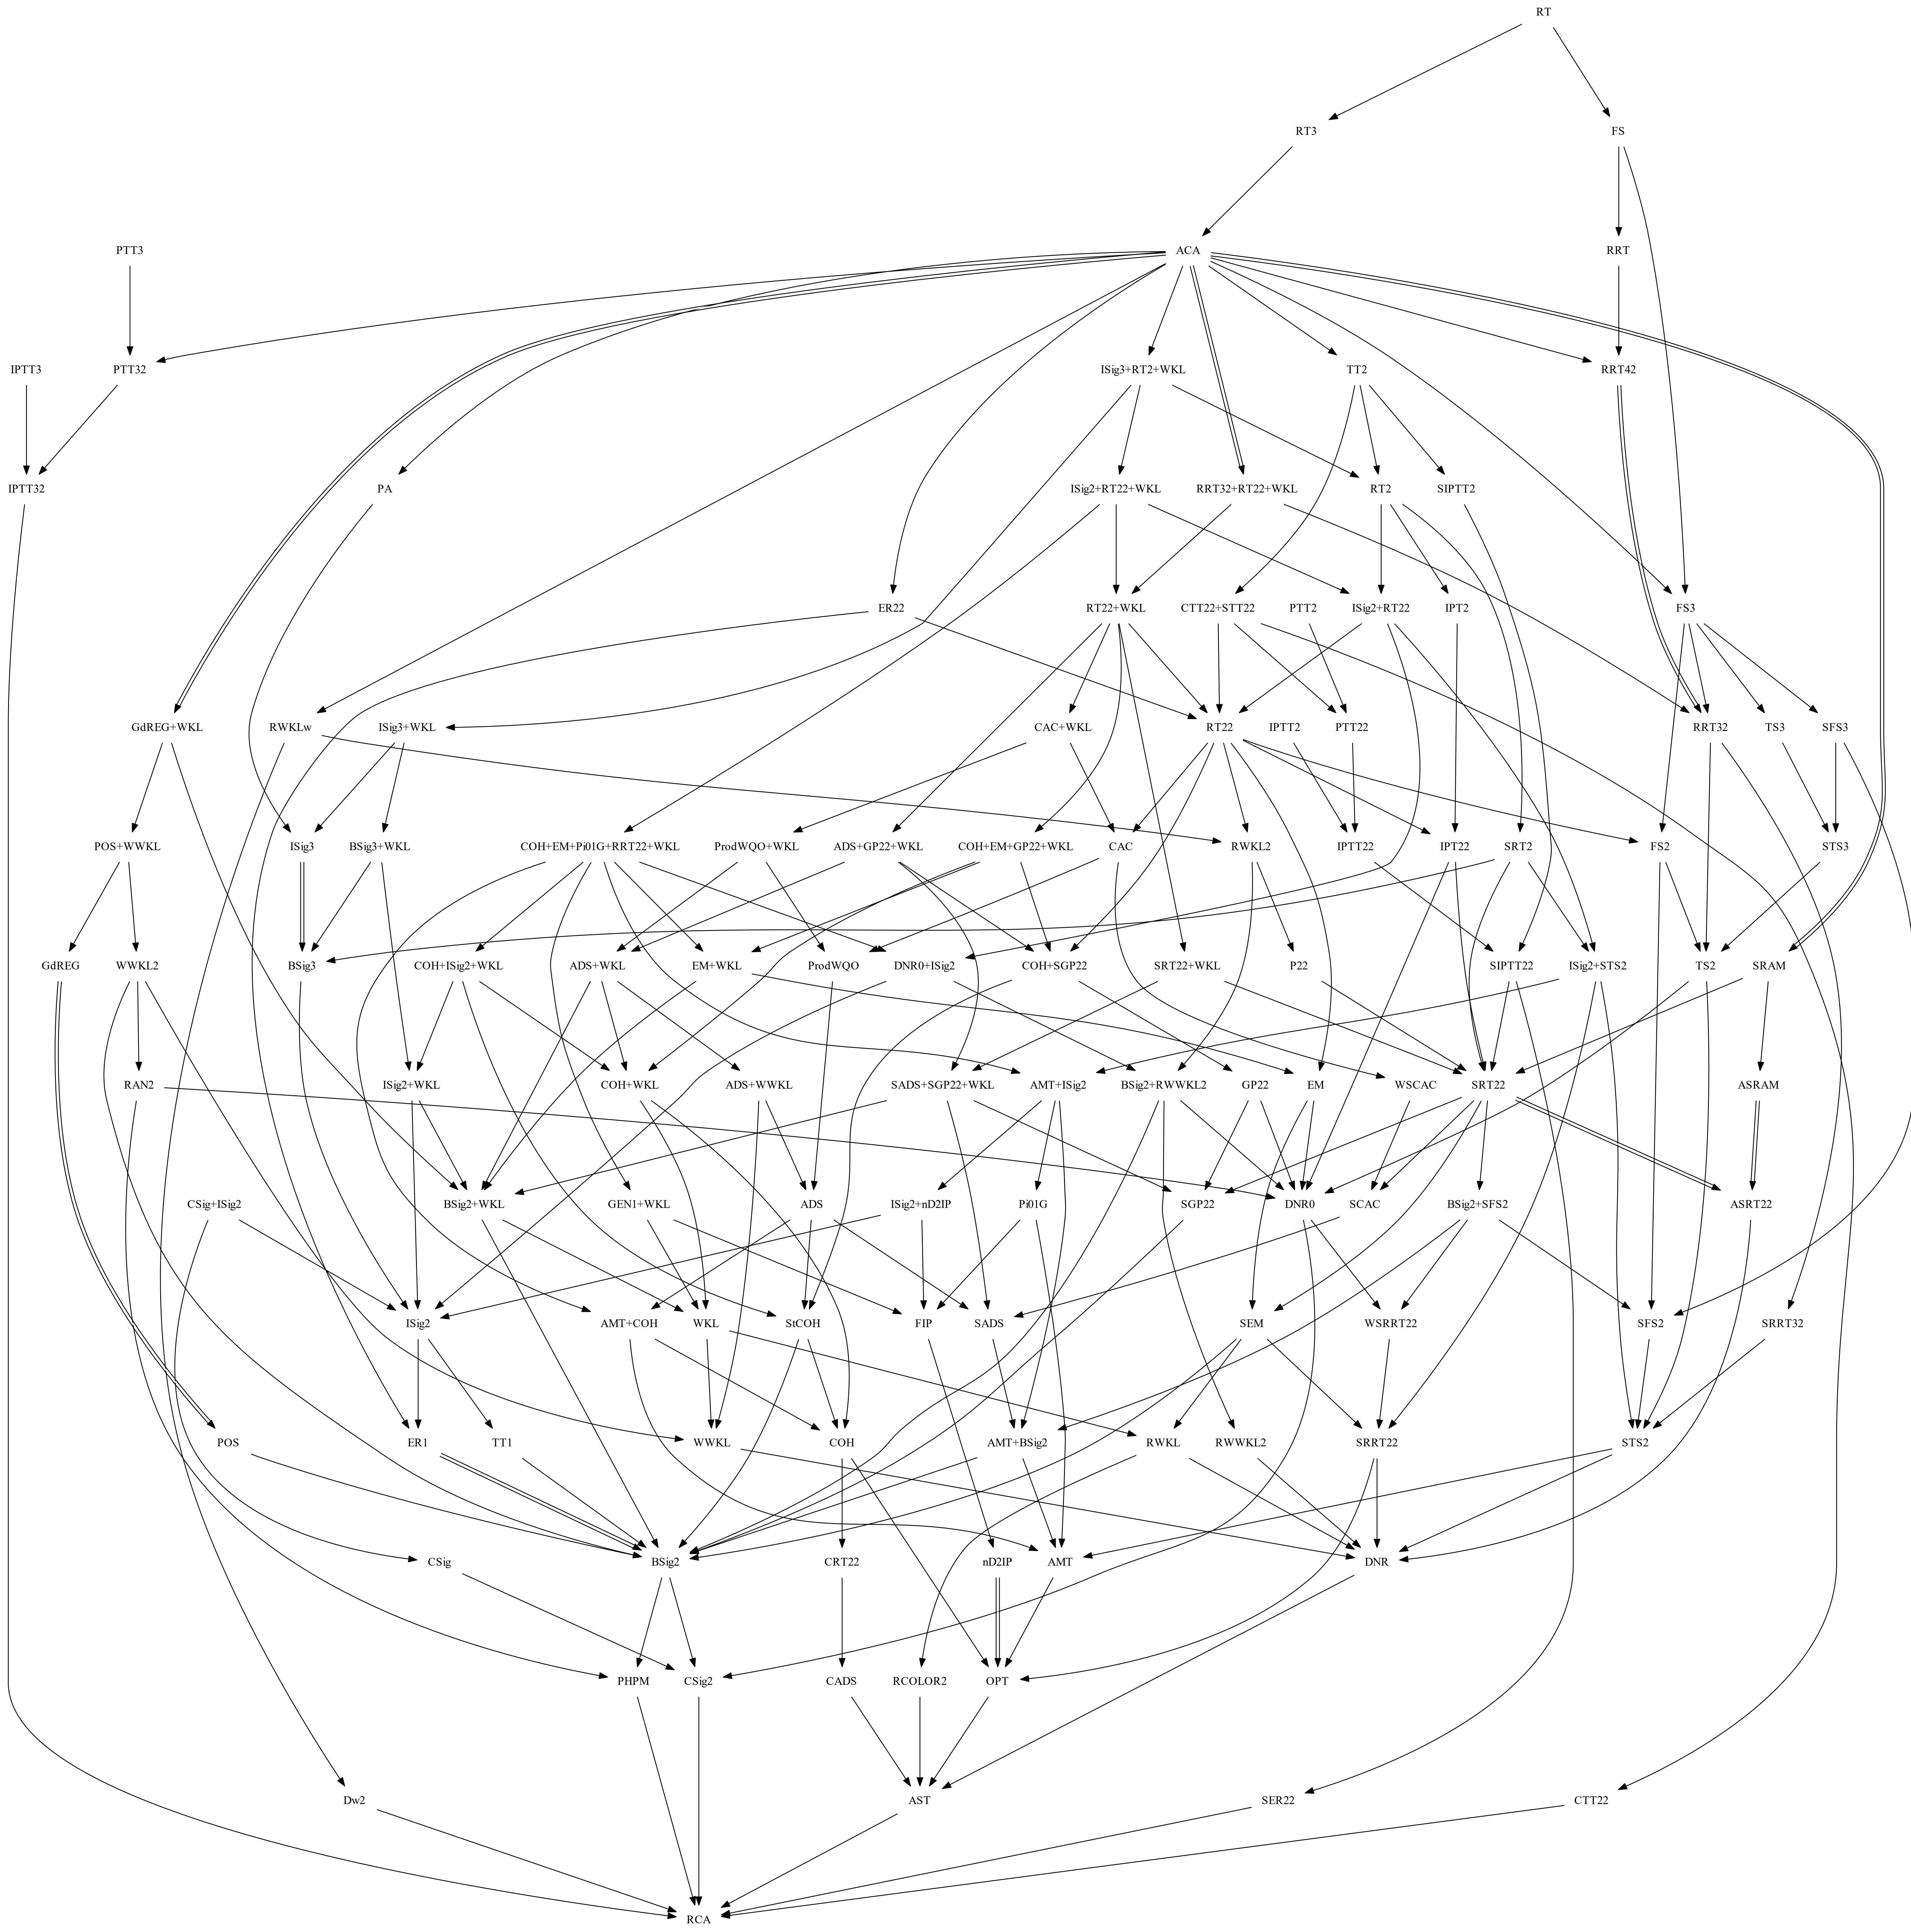 RT
RT3
FS
PTT3
ACA
RRT
IPTT3
PTT32
ISig3+RT2+WKL
TT2
RRT42
IPTT32
PA
ISig2+RT22+WKL
RRT32+RT22+WKL
RT2
SIPTT2
ER22
RT22+WKL
CTT22+STT22
PTT2
ISig2+RT22
IPT2
FS3
GdREG+WKL
RWKLw
ISig3+WKL
CAC+WKL
RT22
IPTT2
PTT22
RRT32
TS3
SFS3
POS+WWKL
ISig3
BSig3+WKL
COH+EM+Pi01G+RRT22+WKL
ProdWQO+WKL
ADS+GP22+WKL
COH+EM+GP22+WKL
CAC
RWKL2
IPTT22
IPT22
SRT2
FS2
STS3
GdREG
WWKL2
BSig3
COH+ISig2+WKL
ADS+WKL
EM+WKL
ProdWQO
DNR0+ISig2
COH+SGP22
SRT22+WKL
P22
SIPTT22
ISig2+STS2
TS2
SRAM
RAN2
ISig2+WKL
COH+WKL
ADS+WWKL
SADS+SGP22+WKL
AMT+ISig2
BSig2+RWWKL2
GP22
EM
WSCAC
SRT22
ASRAM
CSig+ISig2
BSig2+WKL
GEN1+WKL
ADS
ISig2+nD2IP
Pi01G
SGP22
DNR0
SCAC
BSig2+SFS2
ASRT22
ISig2
AMT+COH
WKL
StCOH
FIP
SADS
SEM
WSRRT22
SFS2
SRRT32
POS
ER1
TT1
WWKL
COH
AMT+BSig2
RWKL
RWWKL2
SRRT22
STS2
CSig
BSig2
CRT22
nD2IP
AMT
DNR
PHPM
CSig2
CADS
RCOLOR2
OPT
Dw2
AST
SER22
CTT22
RCA